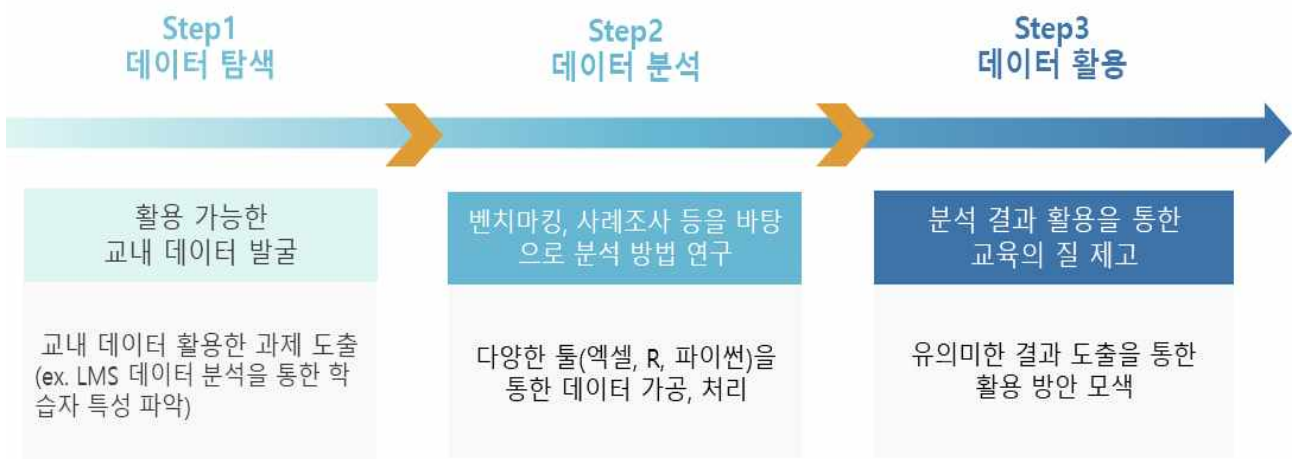 Step1
데이터 탐색
Step2
데이터 분석
Step3
데이터 활용
활용 가능한
교내 데이터 발굴
벤치마킹, 사례조사 등을 바탕
으로 분석 방법 연구
분석 결과 활용을 통한
교육의 질 제고
교내 데이터 활용한 과제 도출
(ex. LMS 데이터 분석을 통한 학
습자 특성 파악)
다양한 툴(엑셀, R, 파이썬)을
통한 데이터 가공, 처리
유의미한 결과 도출을 통한
활용 방안 모색